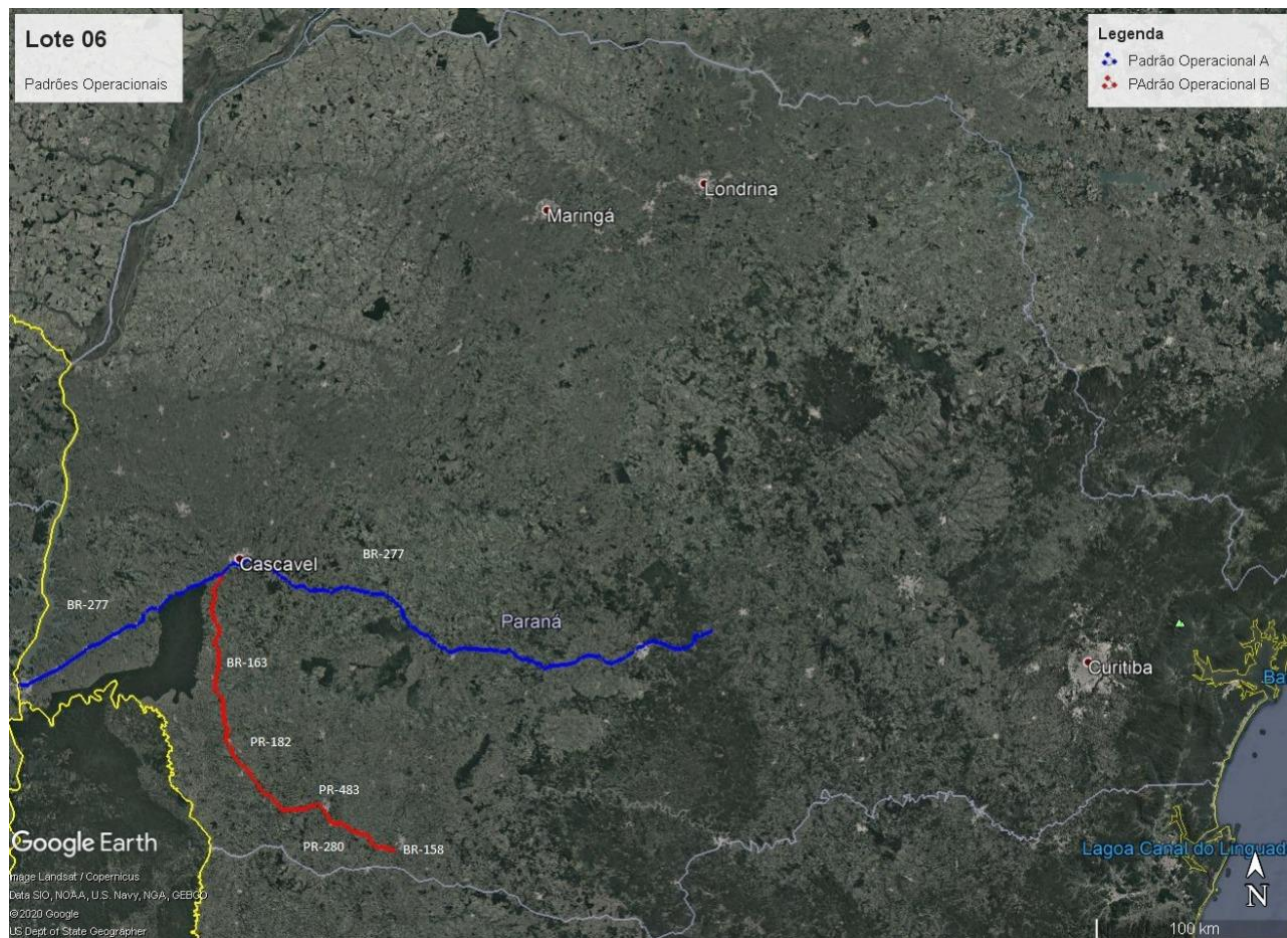 Lote 06
Padrões Operacionais
Legenda
Padrão Operacional A
PAdrão Operacional B
Londrina
Maringá
Cascavel
BR-277
BR-277
Paraná
BR-163
Curitiba
Ba
PR-182
PR-483
PR-280
BR-158
Google Earth
Lagoa Canal do Linguad
mage Landsat / Copernicus
Data SIO, NOAA, U.S. Navy, NGA, GEBCO
©2020 Google
US Dept of State Geographer
N
100 km